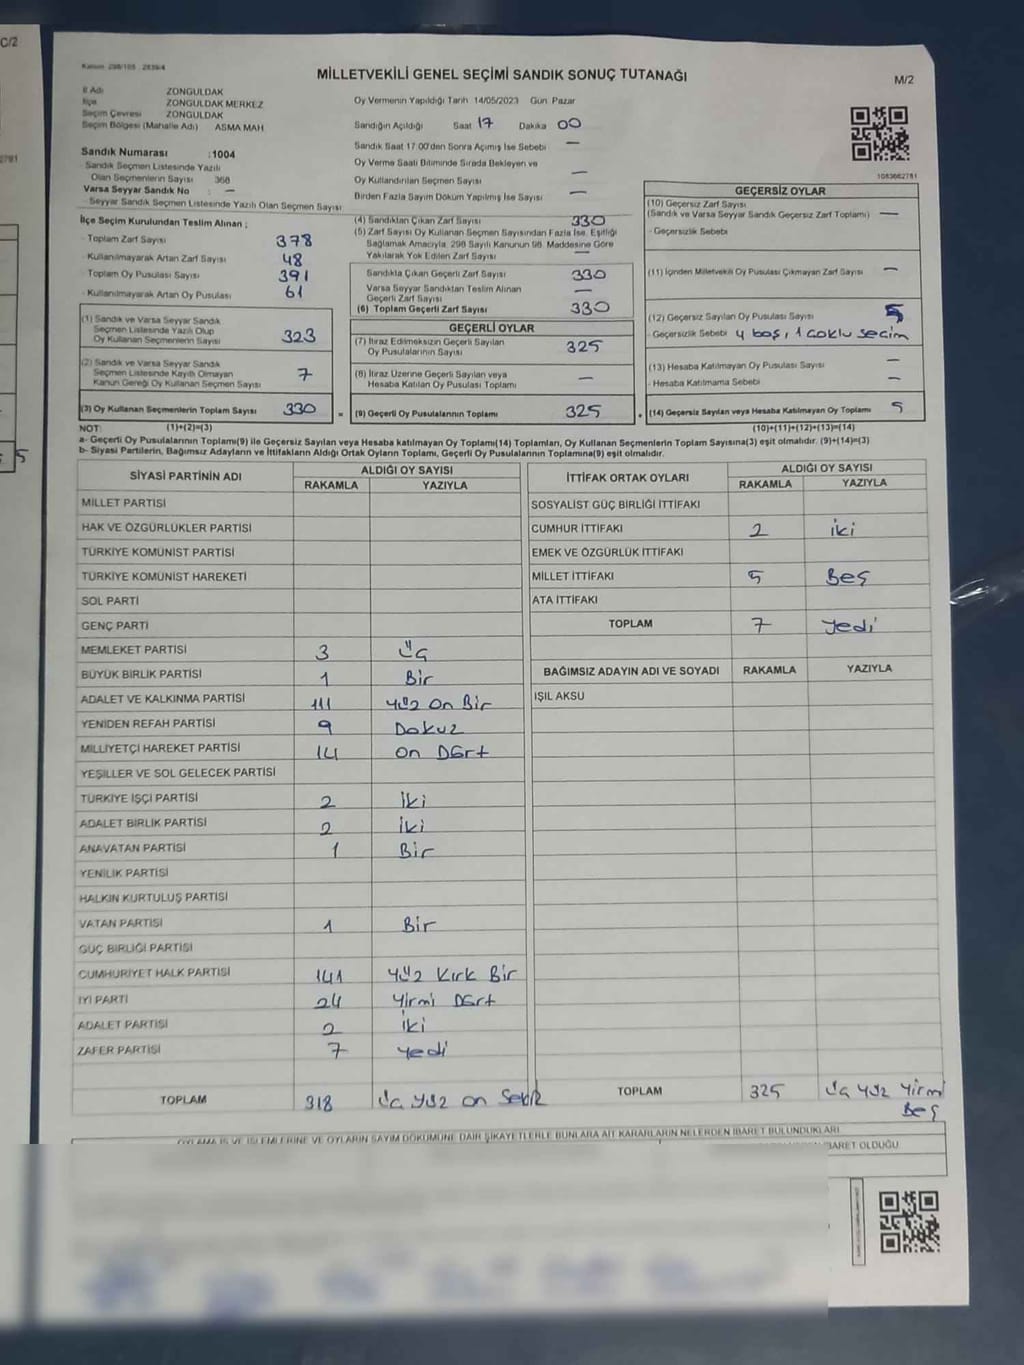 C/2
Kanun 298/105 2839/4
MİLLETVEKİLİ GENEL SEÇİMİ SANDIK SONUÇ TUTANAĞI
M/2
İl Adı ZONGULDAK
İlçe ZONGULDAK MERKEZ
Seçim Çevresi ZONGULDAK
Seçim Bölgesi (Mahalle Adı) ASMA MAH
Oy Vermenin Yapıldığı Tarih 14/05/2023 Gün Pazar
Sandığın Açıldığı Saat 17 Dakika 00
Sandık Saat 17:00'den Sonra Açımış İse Sebebi —
Oy Verme Saati Bitiminde Sırada Bekleyen ve
Oy Kullandırılan Seçmen Sayısı —
Birden Fazla Sayım Döküm Yapılmış İse Sayısı —
1083662781
Sandık Numarası :1004
Sandık Seçmen Listesinde Yazılı
Olan Seçmenlerin Sayısı 368
Varsa Seyyar Sandık No : —
Seyyar Sandık Seçmen Listesinde Yazılı Olan Seçmen Sayısı
İlçe Seçim Kurulundan Teslim Alınan ;
- Toplam Zarf Sayısı 378
- Kullanılmayarak Artan Zarf Sayısı 48
- Toplam Oy Pusulası Sayısı 391
- Kullanılmayarak Artan Oy Pusulası 61
(1) Sandık ve Varsa Seyyar Sandık
Seçmen Listesinde Yazılı Olup
Oy Kullanan Seçmenlerin Sayısı 323
(2) Sandık ve Varsa Seyyar Sandık
Seçmen Listesinde Kayıtlı Olmayan
Kanun Gereği Oy Kullanan Seçmen Sayısı 7
(3) Oy Kullanan Seçmenlerin Toplam Sayısı 330 =
(4) Sandıktan Çıkan Zarf Sayısı 330
(5) Zarf Sayısı Oy Kullanan Seçmen Sayısından Fazla İse, Eşitliği
Sağlamak Amacıyla, 298 Sayılı Kanunun 98. Maddesine Göre
Yakılarak Yok Edilen Zarf Sayısı —
Sandıkla Çıkan Geçerli Zarf Sayısı 330
Varsa Seyyar Sandıktan Teslim Alınan
Geçerli Zarf Sayısı —
(6) Toplam Geçerli Zarf Sayısı 330
GEÇERLİ OYLAR
(7) İtiraz Edilmeksizin Geçerli Sayılan
Oy Pusulalarının Sayısı 325
(8) İtiraz Üzerine Geçerli Sayılan veya
Hesaba Katılan Oy Pusulası Toplamı —
(9) Geçerli Oy Pusulalarının Toplamı 325 +
GEÇERSİZ OYLAR
(10) Geçersiz Zarf Sayısı
(Sandık ve Varsa Seyyar Sandık Geçersiz Zarf Toplamı) —
- Geçersizlik Sebebi
(11) İçinden Milletvekili Oy Pusulası Çıkmayan Zarf Sayısı —
(12) Geçersiz Sayılan Oy Pusulası Sayısı 5
- Geçersizlik Sebebi 4 boş, 1 Çoklu seçim
(13) Hesaba Katılmayan Oy Pusulası Sayısı —
- Hesaba Katılmama Sebebi —
(14) Geçersiz Sayılan veya Hesaba Katılmayan Oy Toplamı 5
NOT: (1)+(2)=(3) (10)+(11)+(12)+(13)=(14)
a- Geçerli Oy Pusulalarının Toplamı(9) ile Geçersiz Sayılan veya Hesaba katılmayan Oy Toplamı(14) Toplamları, Oy Kullanan Seçmenlerin Toplam Sayısına(3) eşit olmalıdır. (9)+(14)=(3)
b- Siyasi Partilerin, Bağımsız Adayların ve İttifakların Aldığı Ortak Oyların Toplamı, Geçerli Oy Pusulalarının Toplamına(9) eşit olmalıdır.
SİYASİ PARTİNİN ADI ALDIĞI OY SAYISI
RAKAMLA YAZIYLA
MİLLET PARTİSİ
HAK VE ÖZGÜRLÜKLER PARTİSİ
TÜRKİYE KOMÜNİST PARTİSİ
TÜRKİYE KOMÜNİST HAREKETİ
SOL PARTİ
GENÇ PARTİ
MEMLEKET PARTİSİ 3 Üç
BÜYÜK BİRLİK PARTİSİ 1 Bir
ADALET VE KALKINMA PARTİSİ 111 yüz on Bir
YENİDEN REFAH PARTİSİ 9 Dokuz
MİLLİYETÇİ HAREKET PARTİSİ 14 on Dört
YEŞİLLER VE SOL GELECEK PARTİSİ
TÜRKİYE İŞÇİ PARTİSİ 2 İki
ADALET BİRLİK PARTİSİ 2 İki
ANAVATAN PARTİSİ 1 Bir
YENİLİK PARTİSİ
HALKIN KURTULUŞ PARTİSİ
VATAN PARTİSİ 1 Bir
GÜÇ BİRLİĞİ PARTİSİ
CUMHURİYET HALK PARTİSİ 141 yüz Kırk Bir
İYİ PARTİ 24 yirmi Dört
ADALET PARTİSİ 2 iki
ZAFER PARTİSİ 7 yedi
TOPLAM 318 Üç yüz on Sekiz
İTTİFAK ORTAK OYLARI ALDIĞI OY SAYISI
RAKAMLA YAZIYLA
SOSYALİST GÜÇ BİRLİĞİ İTTİFAKI
CUMHUR İTTİFAKI 2 iki
EMEK VE ÖZGÜRLÜK İTTİFAKI
MİLLET İTTİFAKI 5 Beş
ATA İTTİFAKI
TOPLAM 7 yedi
BAĞIMSIZ ADAYIN ADI VE SOYADI RAKAMLA YAZIYLA
IŞIL AKSU
TOPLAM 325 Üç yüz yirmi
Beş
OYLAMA İŞ VE İŞLEMLERİNE VE OYLARIN SAYIM DÖKÜMÜNE DAİR ŞİKAYETLERLE BUNLARA AİT KARARLARIN NELERDEN İBARET BULUNDUKLARI
İBARET OLDUĞU